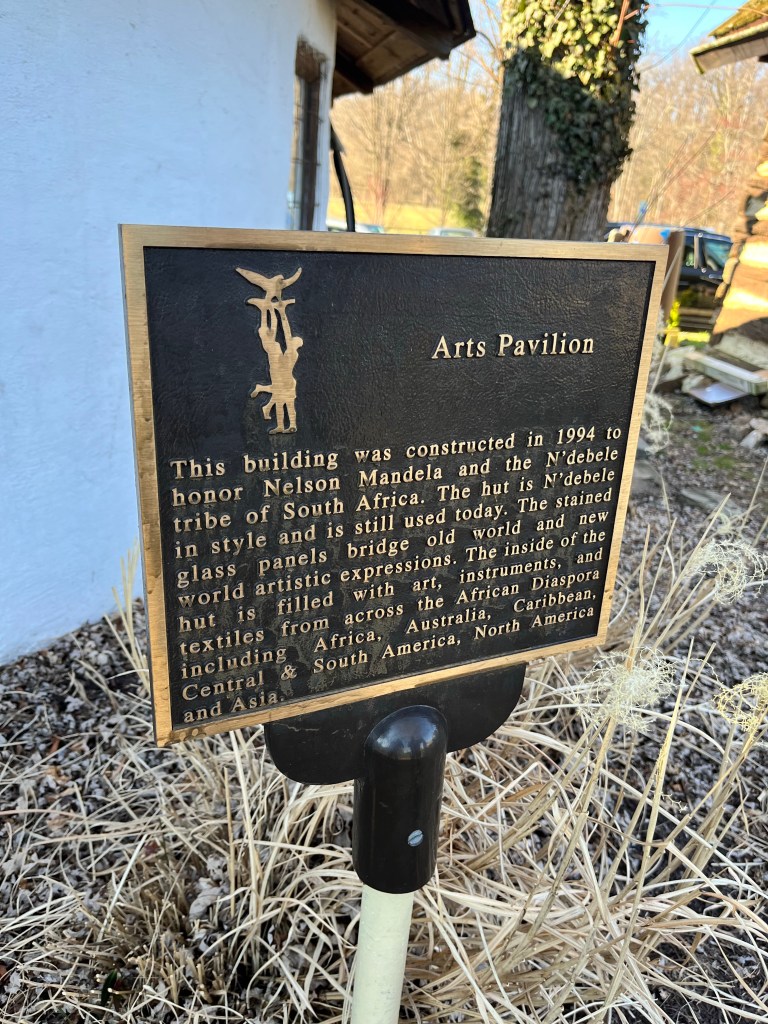 Arts Pavilion
This building was constructed in 1994 to
honor Nelson Mandela and the N'debele
tribe of South Africa. The hut is N'debele
in style and is still used today. The stained
glass panels bridge old world and new
world artistic expressions. The inside of the
hut is filled with art, instruments, and
textiles from across the African Diaspora
including Africa, Australia, Caribbean,
Central & South America, North America
and Asia.